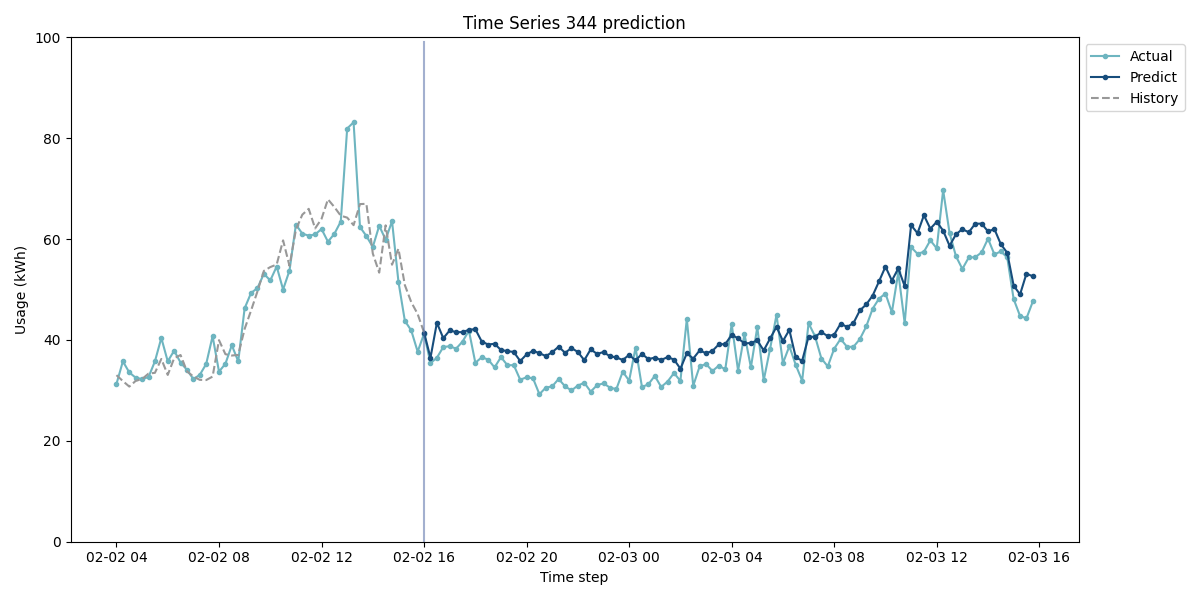 Time Series 344 prediction
Usage (kWh)
100
80
60
40
20
0
02-02 04
02-02 08
02-02 12
02-02 16
02-02 20
02-03 00
02-03 04
02-03 08
02-03 12
02-03 16
Time step
Actual
Predict
History